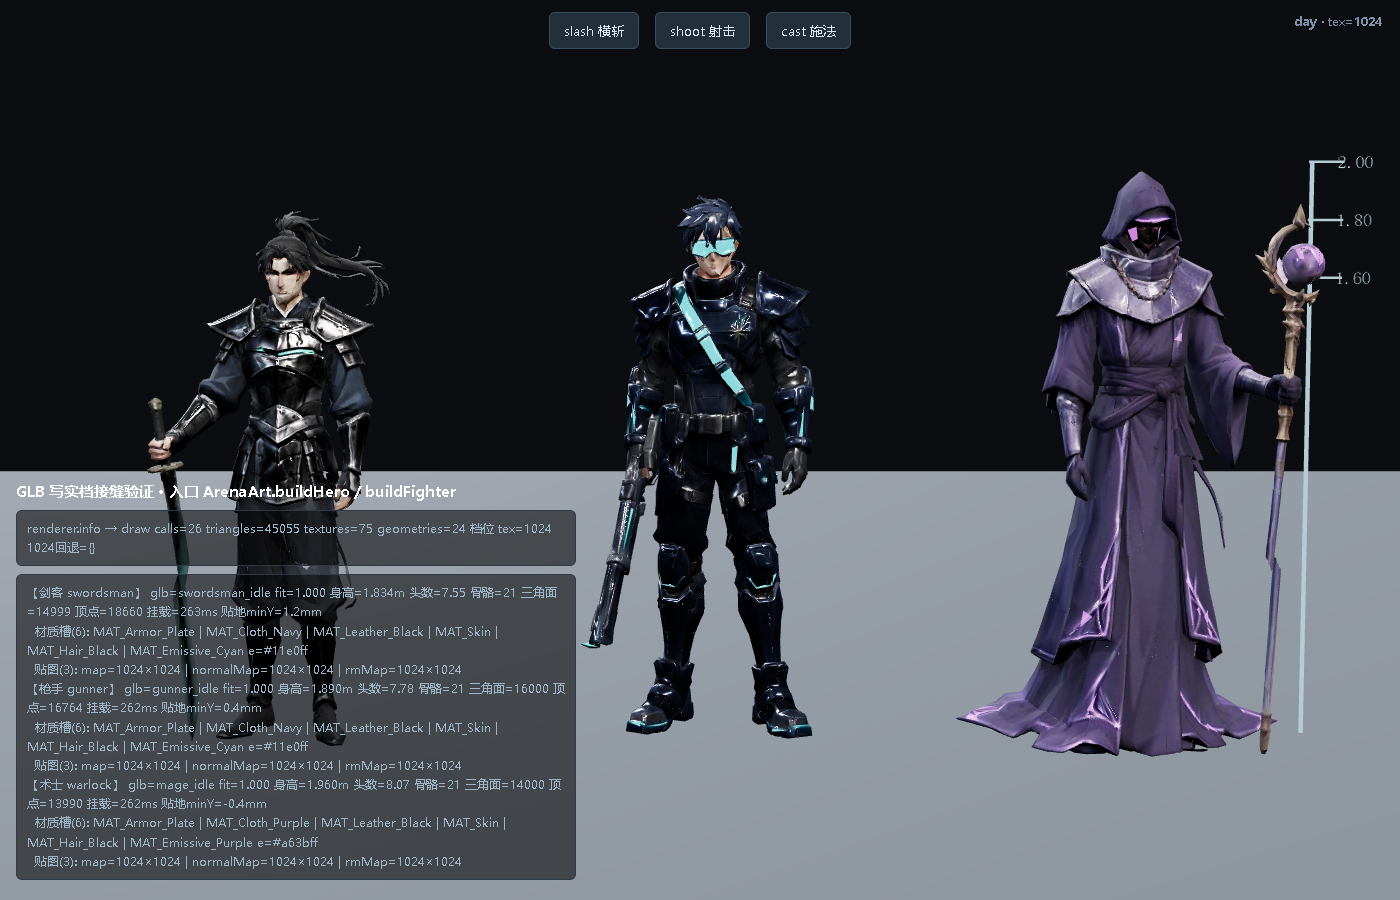 slash 横斩
shoot 射击
cast 施法
day · tex=1024
2.00
1.80
1.60
GLB 写实档接缝验证 · 入口 ArenaArt.buildHero / buildFighter
renderer.info → draw calls=26 triangles=45055 textures=75 geometries=24 档位 tex=1024
1024回退={}
【剑客 swordsman】 glb=swordsman_idle fit=1.000 身高=1.834m 头数=7.55 骨骼=21 三角面
=14999 顶点=18660 挂载=263ms 贴地minY=1.2mm
材质槽(6): MAT_Armor_Plate | MAT_Cloth_Navy | MAT_Leather_Black | MAT_Skin |
MAT_Hair_Black | MAT_Emissive_Cyan e=#11e0ff
贴图(3): map=1024×1024 | normalMap=1024×1024 | rmMap=1024×1024
【枪手 gunner】 glb=gunner_idle fit=1.000 身高=1.890m 头数=7.78 骨骼=21 三角面=16000 顶
点=16764 挂载=262ms 贴地minY=0.4mm
材质槽(6): MAT_Armor_Plate | MAT_Cloth_Navy | MAT_Leather_Black | MAT_Skin |
MAT_Hair_Black | MAT_Emissive_Cyan e=#11e0ff
贴图(3): map=1024×1024 | normalMap=1024×1024 | rmMap=1024×1024
【术士 warlock】 glb=mage_idle fit=1.000 身高=1.960m 头数=8.07 骨骼=21 三角面=14000 顶
点=13990 挂载=262ms 贴地minY=-0.4mm
材质槽(6): MAT_Armor_Plate | MAT_Cloth_Purple | MAT_Leather_Black | MAT_Skin |
MAT_Hair_Black | MAT_Emissive_Purple e=#a63bff
贴图(3): map=1024×1024 | normalMap=1024×1024 | rmMap=1024×1024